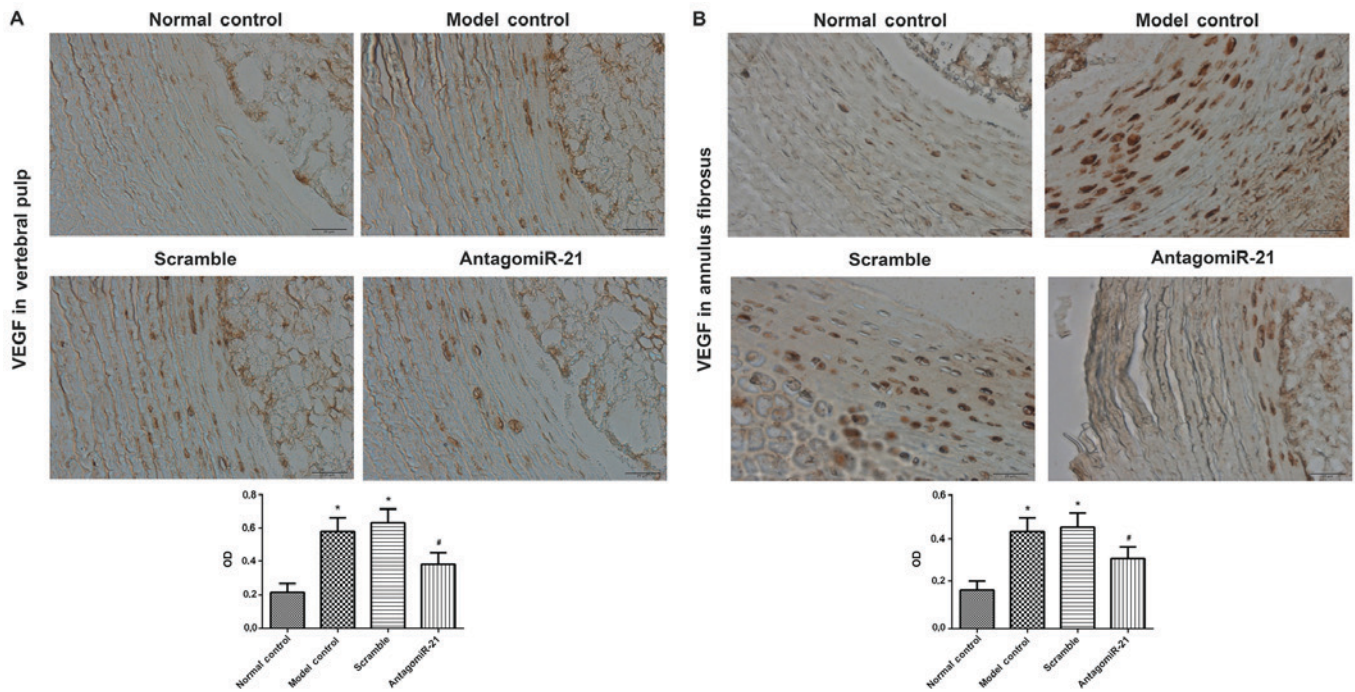 A
Normal control
Model control
VEGF in vertebral pulp
Scramble
AntagomiR-21
0,8
0,6
0,4
0,2
0,0
OD
*
*
#
Normal control
Model control
Scramble
AntagomiR-21
B
Normal control
Model control
VEGF in annulus fibrosus
Scramble
AntagomiR-21
0,6
0,4
0,2
0,0
OD
*
*
#
Normal control
Model control
Scramble
AntagomiR-21